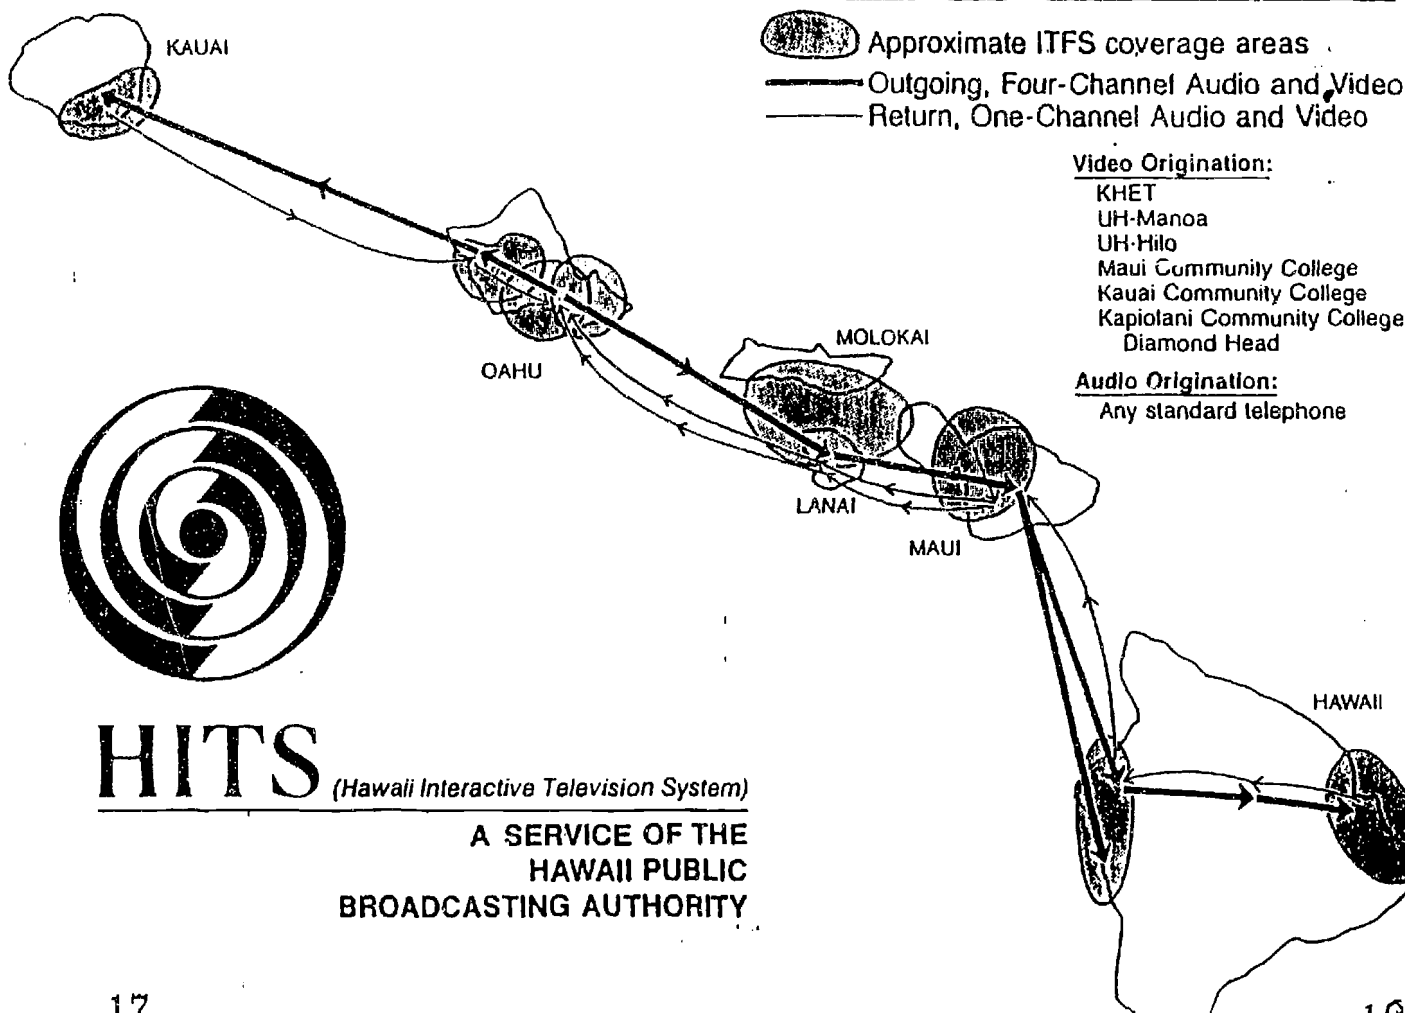 KAUAI
Approximate ITFS coverage areas
Outgoing, Four-Channel Audio and Video
Return, One-Channel Audio and Video
Video Origination:
KHET
UH-Manoa
UH-Hilo
Maui Community College
Kauai Community College
Kapiolani Community College
Diamond Head
Audio Origination:
Any standard telephone
OAHU
MOLOKAI
LANAI
MAUI
HAWAII
HITS (Hawaii Interactive Television System)
A SERVICE OF THE
HAWAII PUBLIC
BROADCASTING AUTHORITY
17